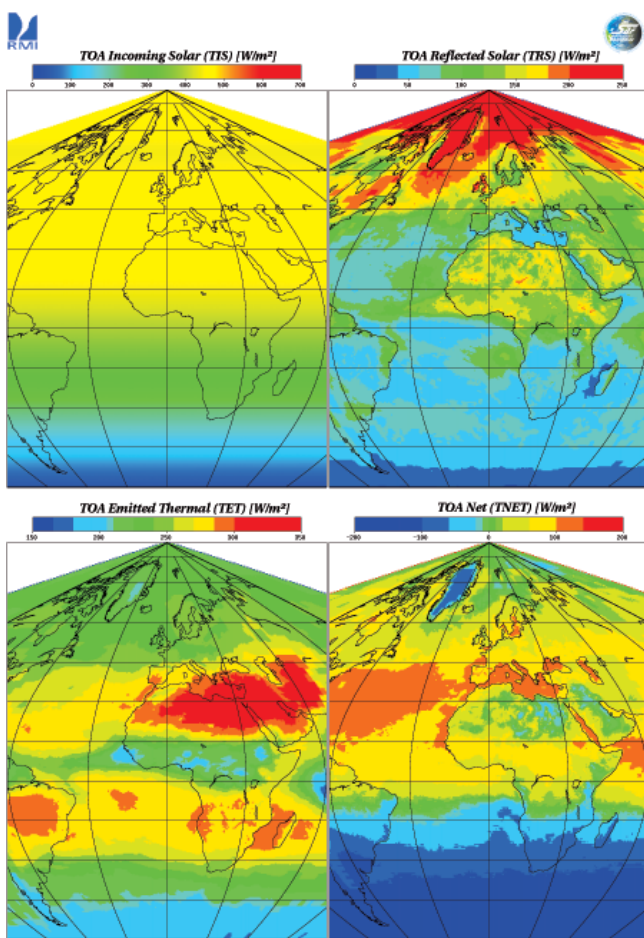 RMI
TOA Incoming Solar (TIS) [W/m²]
0 100 200 300 400 500 600 700
TOA Reflected Solar (TRS) [W/m²]
0 50 100 150 200 250
TOA Emitted Thermal (TET) [W/m²]
150 200 250 300 350
TOA Net (TNET) [W/m²]
-200 -100 0 100 200